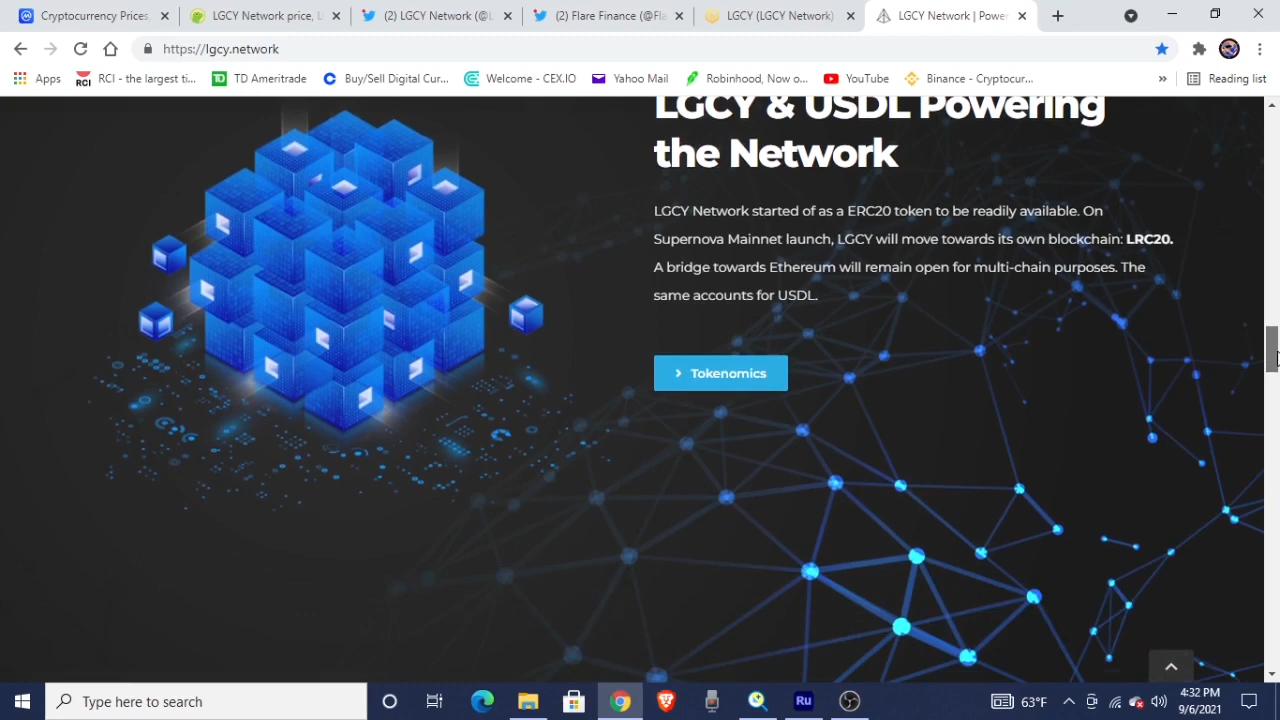 Cryptocurrency Prices,
LGCY Network price, L
(2) LGCY Network (@L
(2) Flare Finance (@Fla
LGCY (LGCY Network)
LGCY Network | Powe
https://lgcy.network
Apps
RCI
RCI - the largest ti...
TD Ameritrade
Buy/Sell Digital Cur...
Welcome - CEX.IO
Yahoo Mail
Robinhood, Now o...
YouTube
Binance - Cryptocur...
»
Reading list
LGCY & USDL Powering
the Network
LGCY Network started of as a ERC20 token to be readily available. On
Supernova Mainnet launch, LGCY will move towards its own blockchain: LRC20.
A bridge towards Ethereum will remain open for multi-chain purposes. The
same accounts for USDL.
Tokenomics
Type here to search
Ru
63°F
4:32 PM
9/6/2021